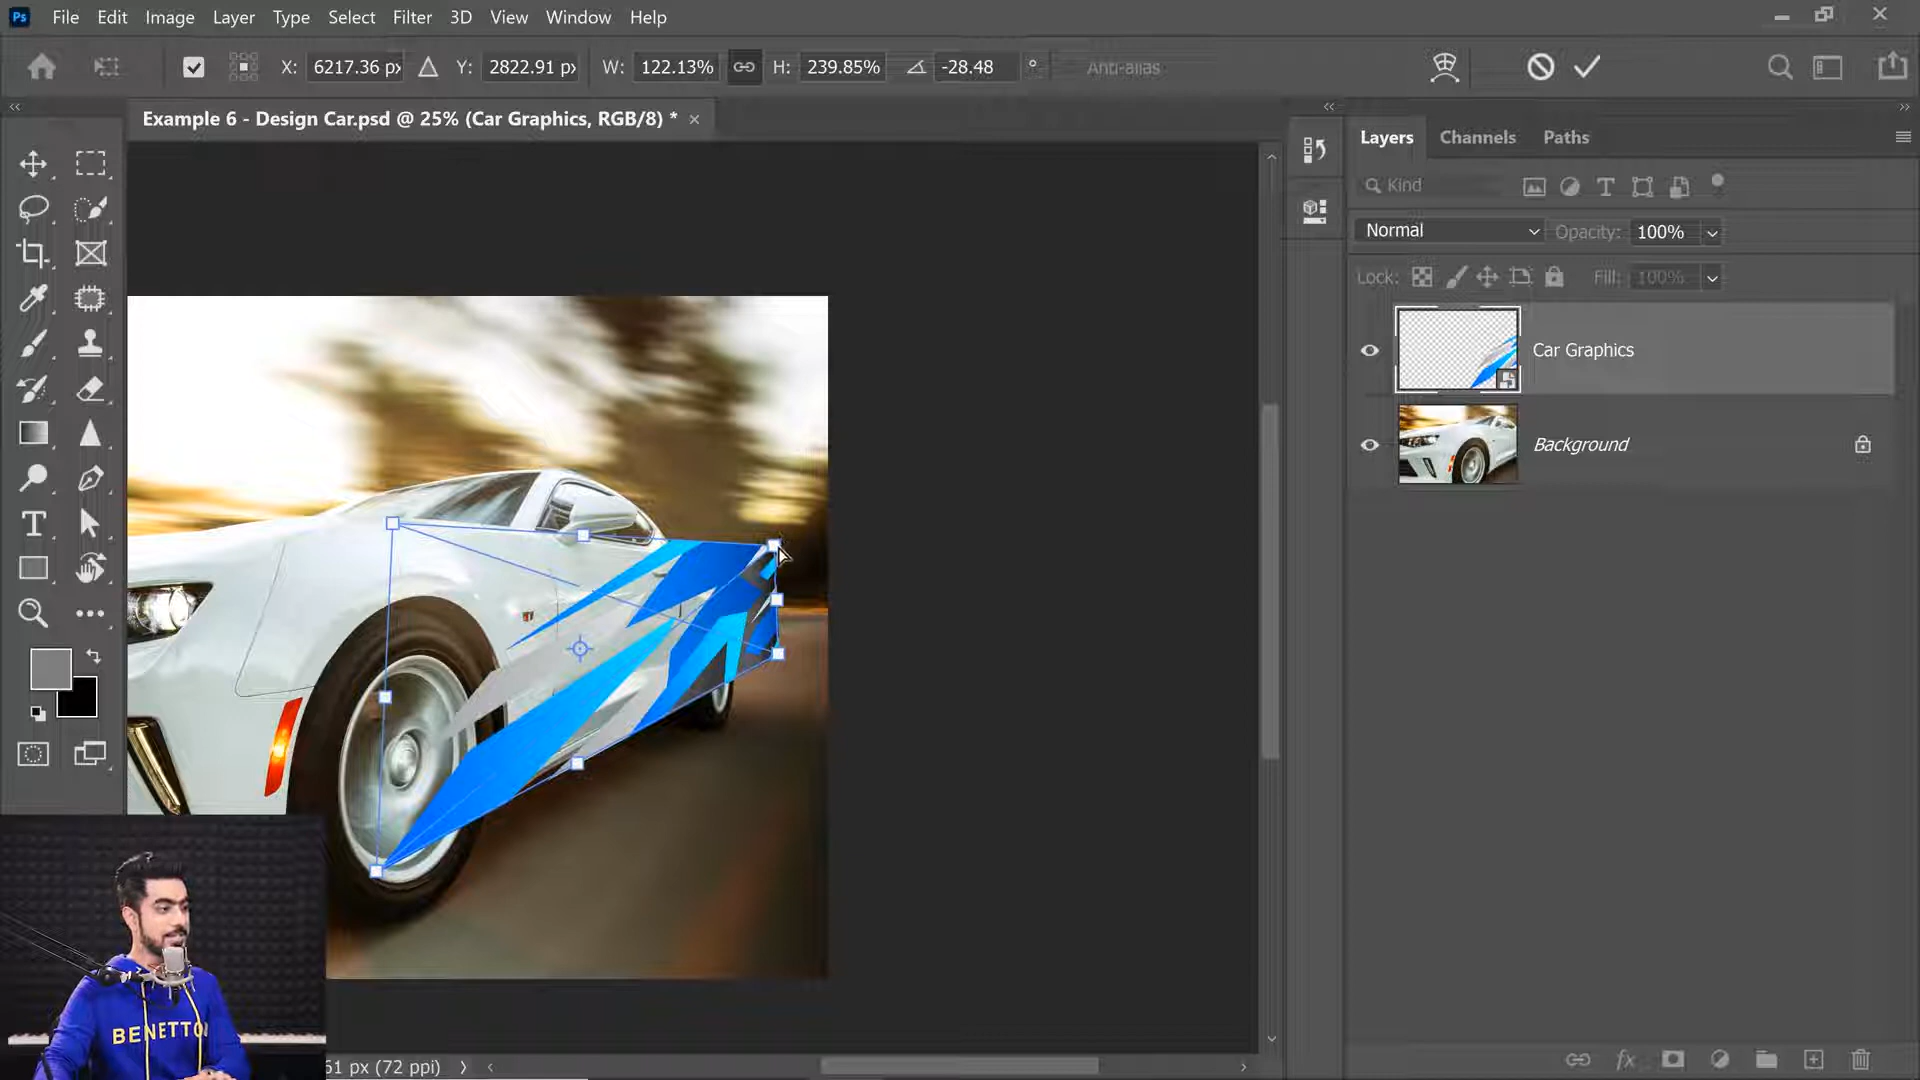 Ps File Edit Image Layer Type Select Filter 3D View Window Help
X: 6217.36 px Y: 2822.91 px W: 122.13% H: 239.85% -28.48 ° Anti-alias
Example 6 - Design Car.psd @ 25% (Car Graphics, RGB/8) * ×
Layers Channels Paths
Kind
Normal Opacity: 100%
Lock: Fill: 100%
Car Graphics
Background
BENETTO
61 px (72 ppi)